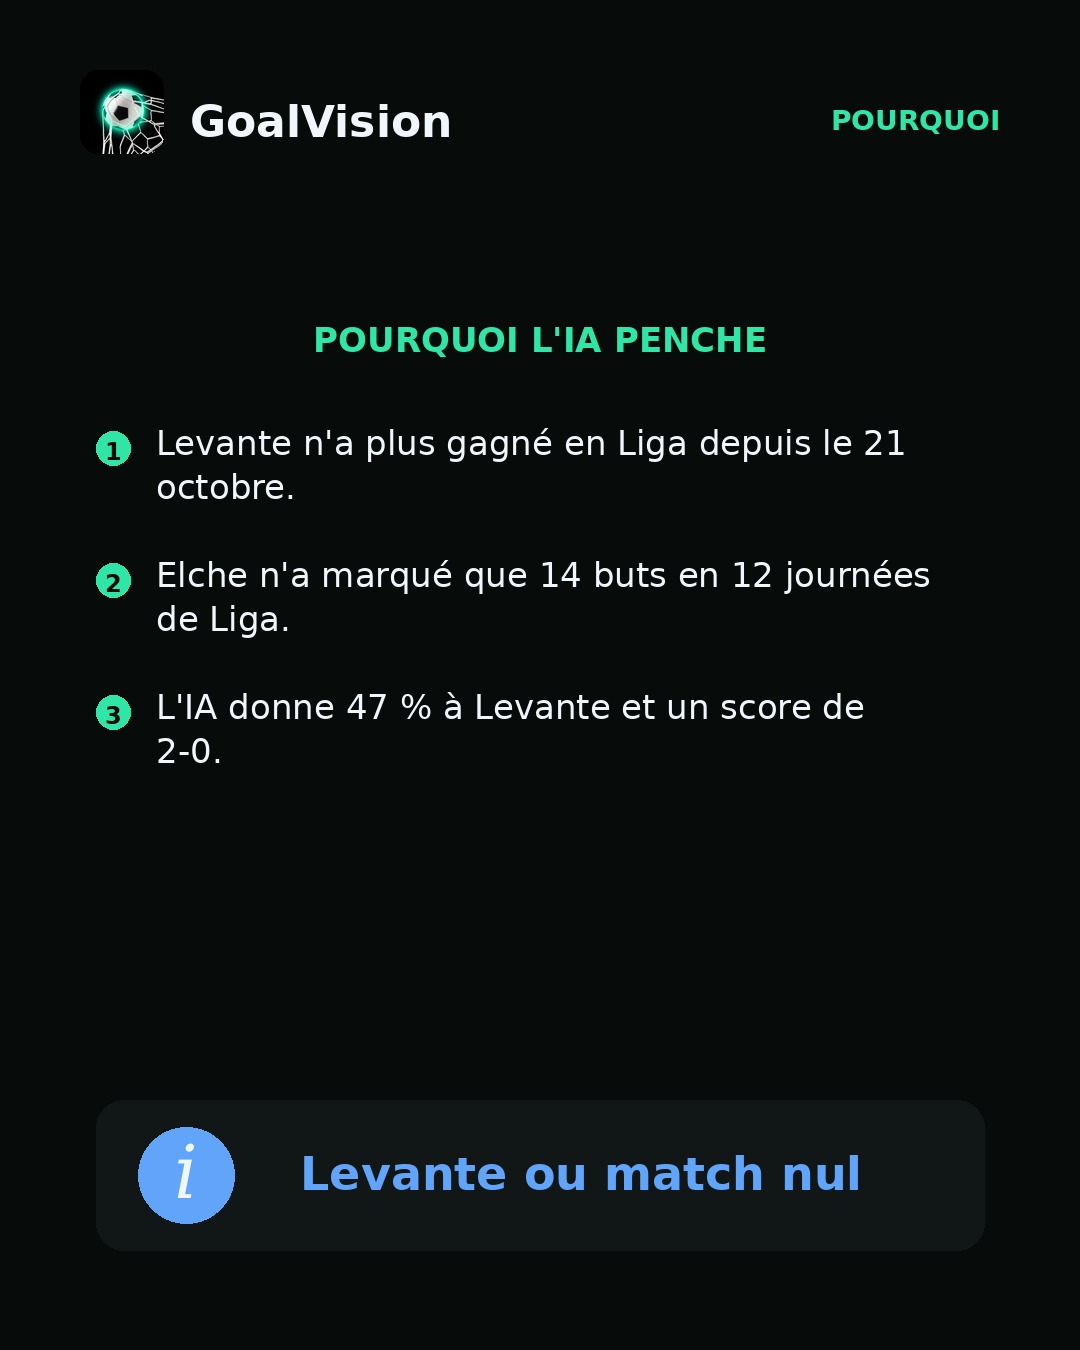 GoalVision
POURQUOI
POURQUOI L'IA PENCHE
1 Levante n'a plus gagné en Liga depuis le 21
octobre.
2 Elche n'a marqué que 14 buts en 12 journées
de Liga.
3 L'IA donne 47 % à Levante et un score de
2-0.
i Levante ou match nul